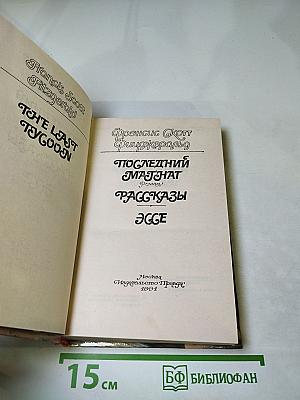 Francis Scott
Fitzgerald
THE LAST
TYCOON
Фрэнсис Скотт
Фицджеральд
ПОСЛЕДНИЙ
МАГНАТ
Роман
РАССКАЗЫ
ЭССЕ
Москва
Издательство „Правда“
1991
15 см
БФ БИБЛИОФАН